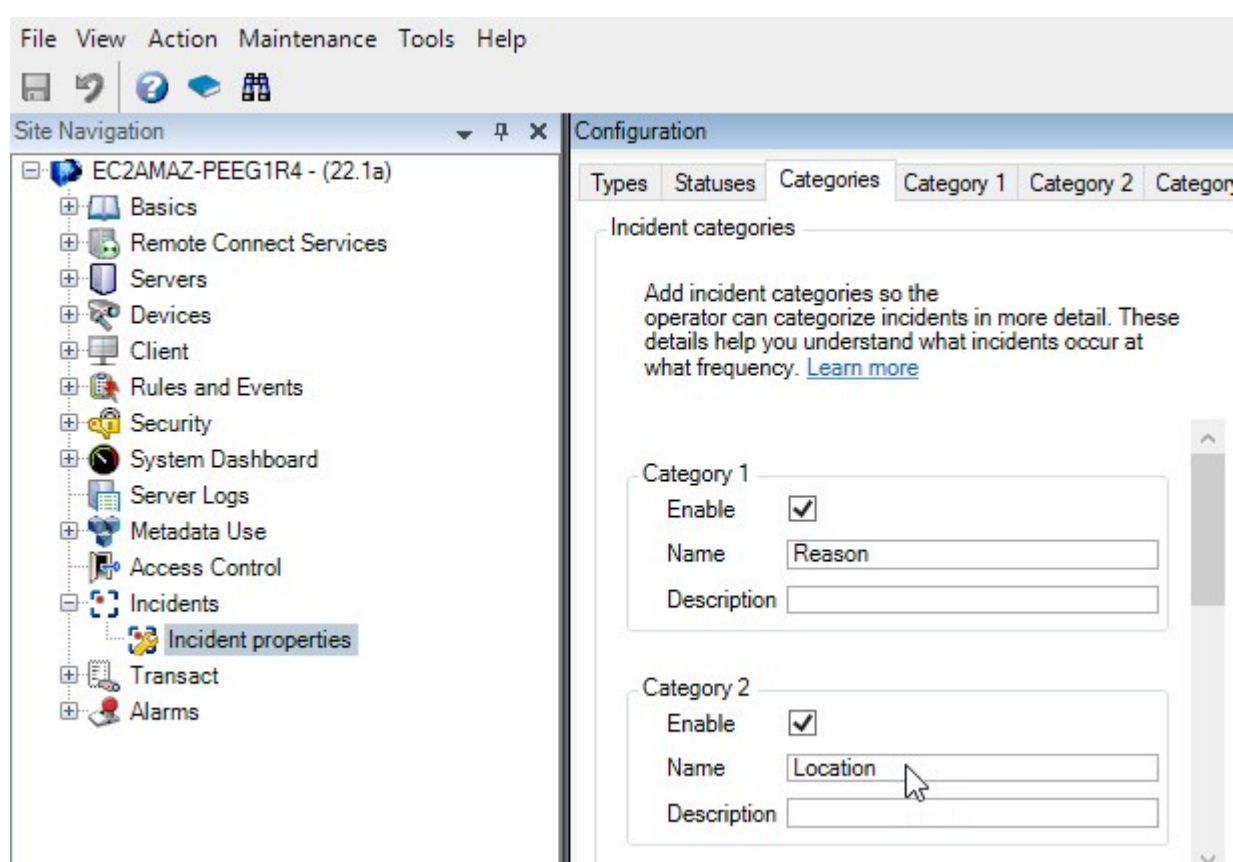 File View Action Maintenance Tools Help
Site Navigation
EC2AMAZ-PEEG1R4 - (22.1a)
Basics
Remote Connect Services
Servers
Devices
Client
Rules and Events
Security
System Dashboard
Server Logs
Metadata Use
Access Control
Incidents
Incident properties
Transact
Alarms
Configuration
Types Statuses Categories Category 1 Category 2 Category
Incident categories
Add incident categories so the
operator can categorize incidents in more detail. These
details help you understand what incidents occur at
what frequency. Learn more
Category 1
Enable
Name Reason
Description
Category 2
Enable
Name Location
Description